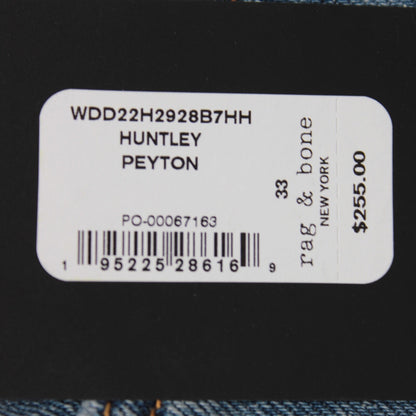 WDD22H2928B7HH
HUNTLEY
PEYTON
PO-00067163
1 95225 28616 9
33
rag & bone
NEW YORK
$255.00